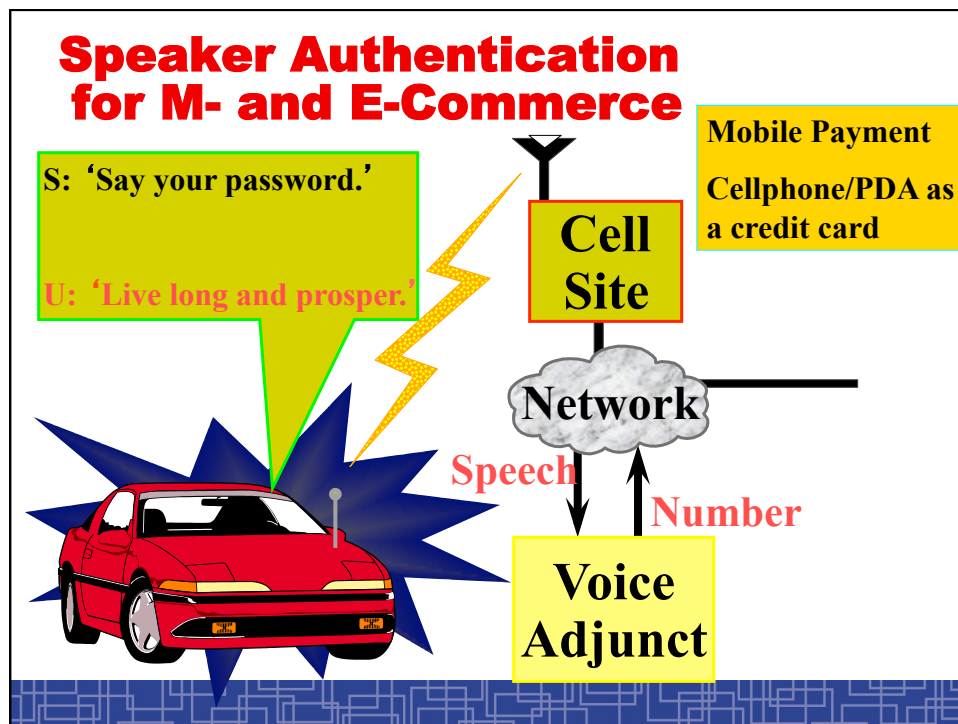 Speaker Authentication
for M- and E-Commerce
S: ‘Say your password.’
U: ‘Live long and prosper.’
Mobile Payment
Cellphone/PDA as
a credit card
Cell
Site
Network
Speech
Number
Voice
Adjunct